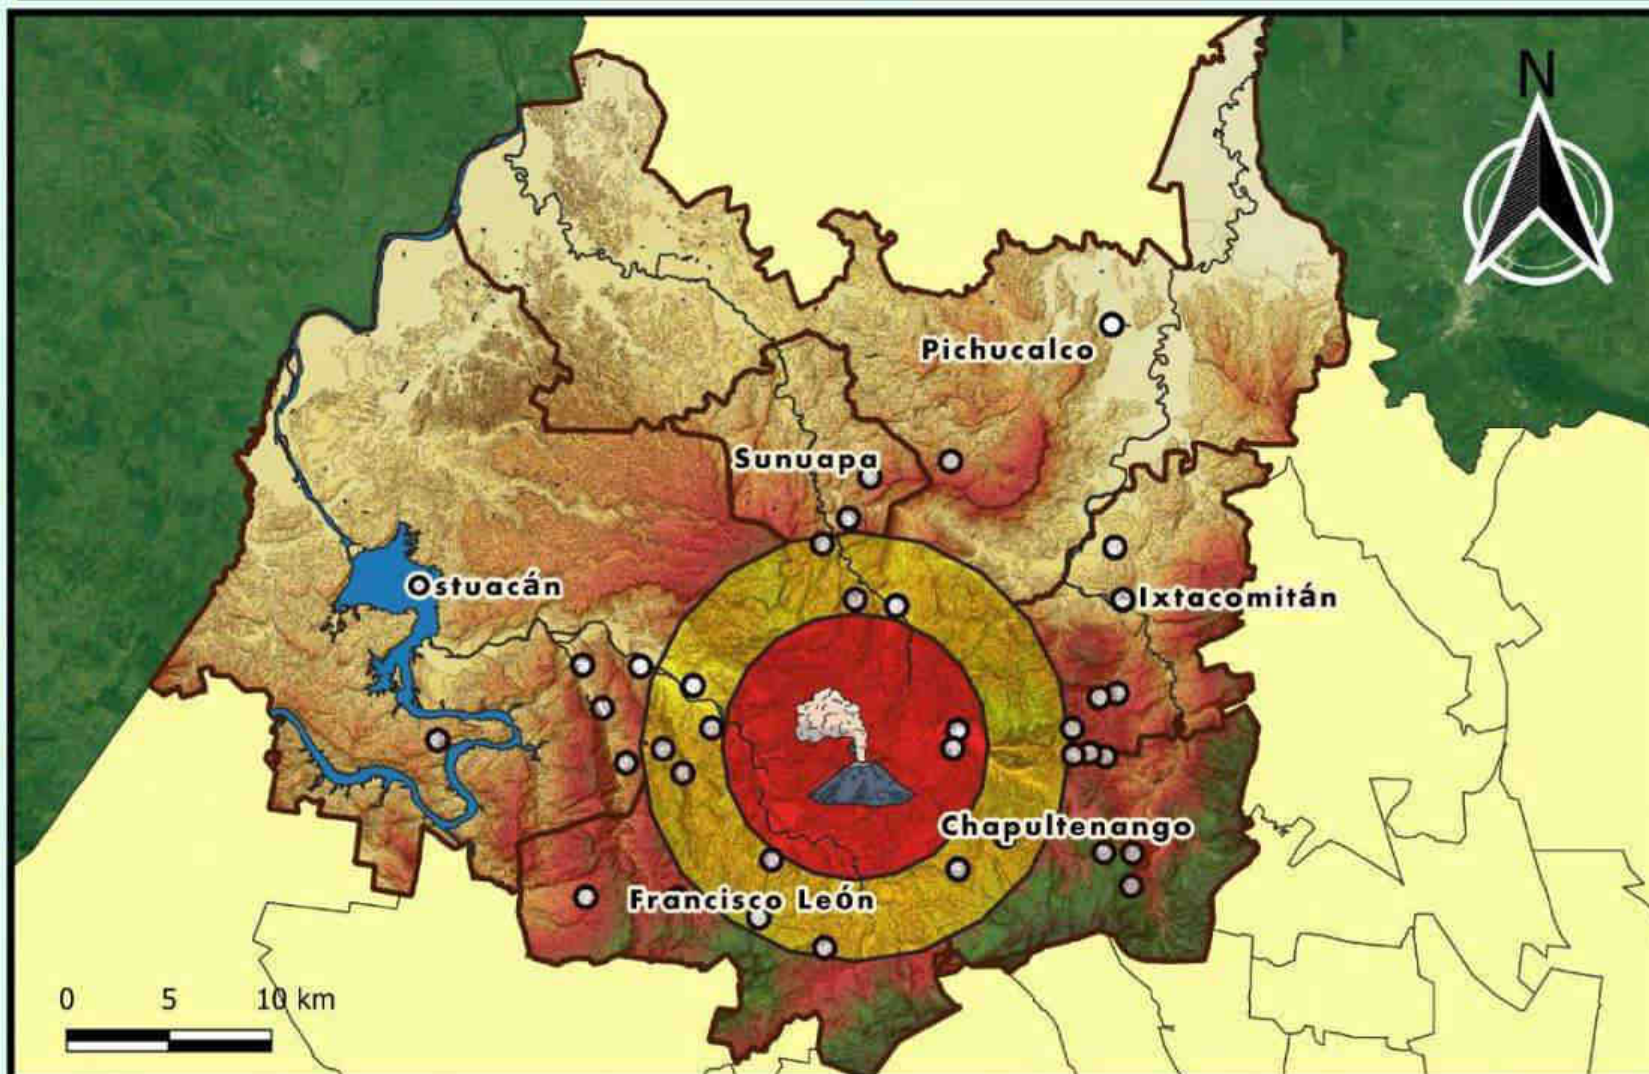 N
Pichucalco
Sunuapa
Ostuacán
Ixtacomitán
Chapultenango
Francisco León
0 5 10 km